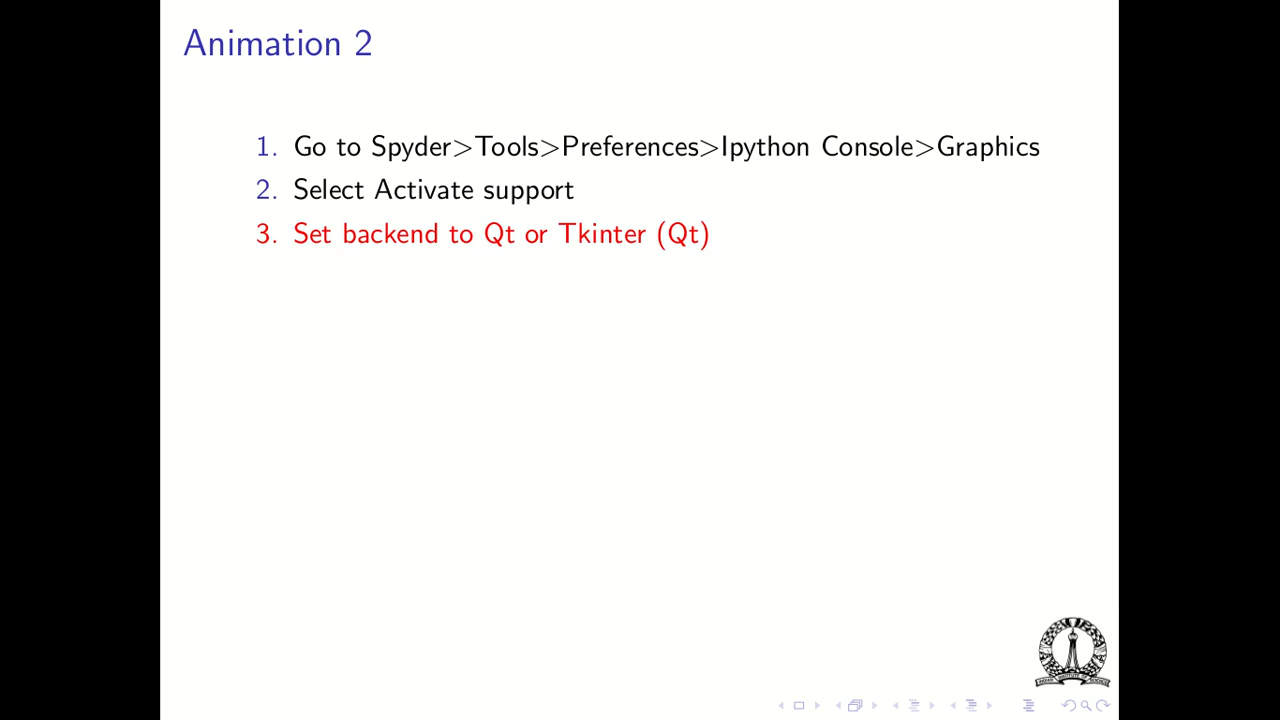 Animation 2
1. Go to Spyder>Tools>Preferences>Ipython Console>Graphics
2. Select Activate support
3. Set backend to Qt or Tkinter (Qt)